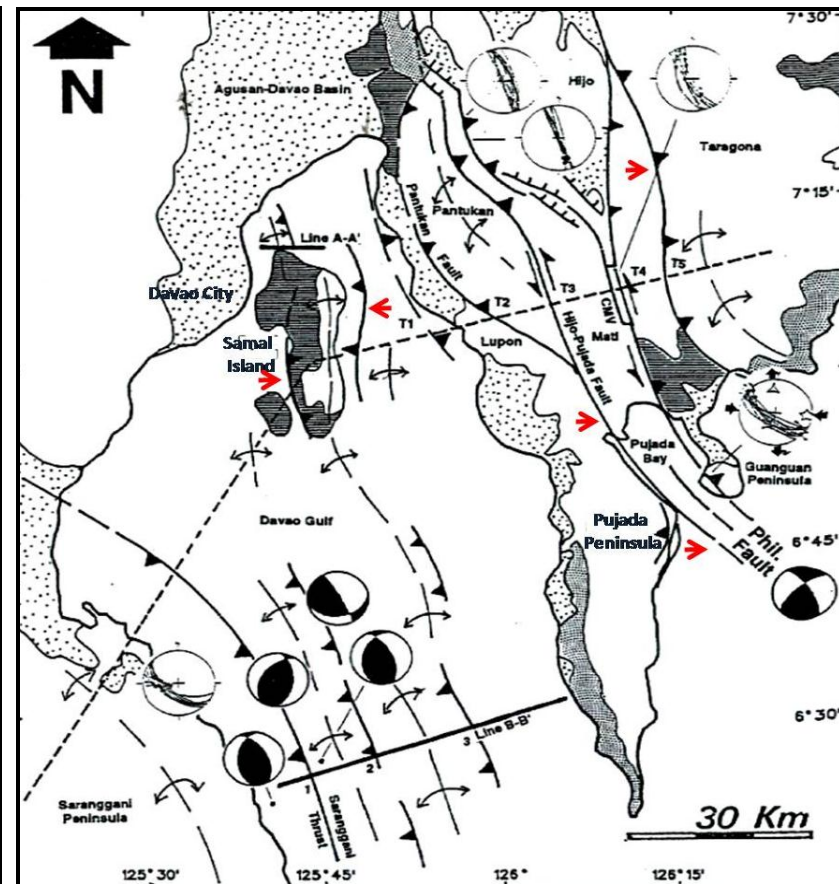 7°30'
N
Agusan-Davao Basin
Hijo
Taragona
7°15'
Pantukan
Pantukan
Fault
Line A-A'
DaVao City
T5
T4
T3
T2
T1
CMV
Mati
Hijo-Pujada Fault
Samal
Island
Lupon
Pujada
Bay
Guanguan
Peninsula
Davao Gulf
Pujada
Peninsula
Phil.
Fault
6°45'
6°30'
3 Line B-B'
2
1
Saranggani
Thrust
Saranggani
Peninsula
30 Km
125°30'
125°45'
126°
126°15'